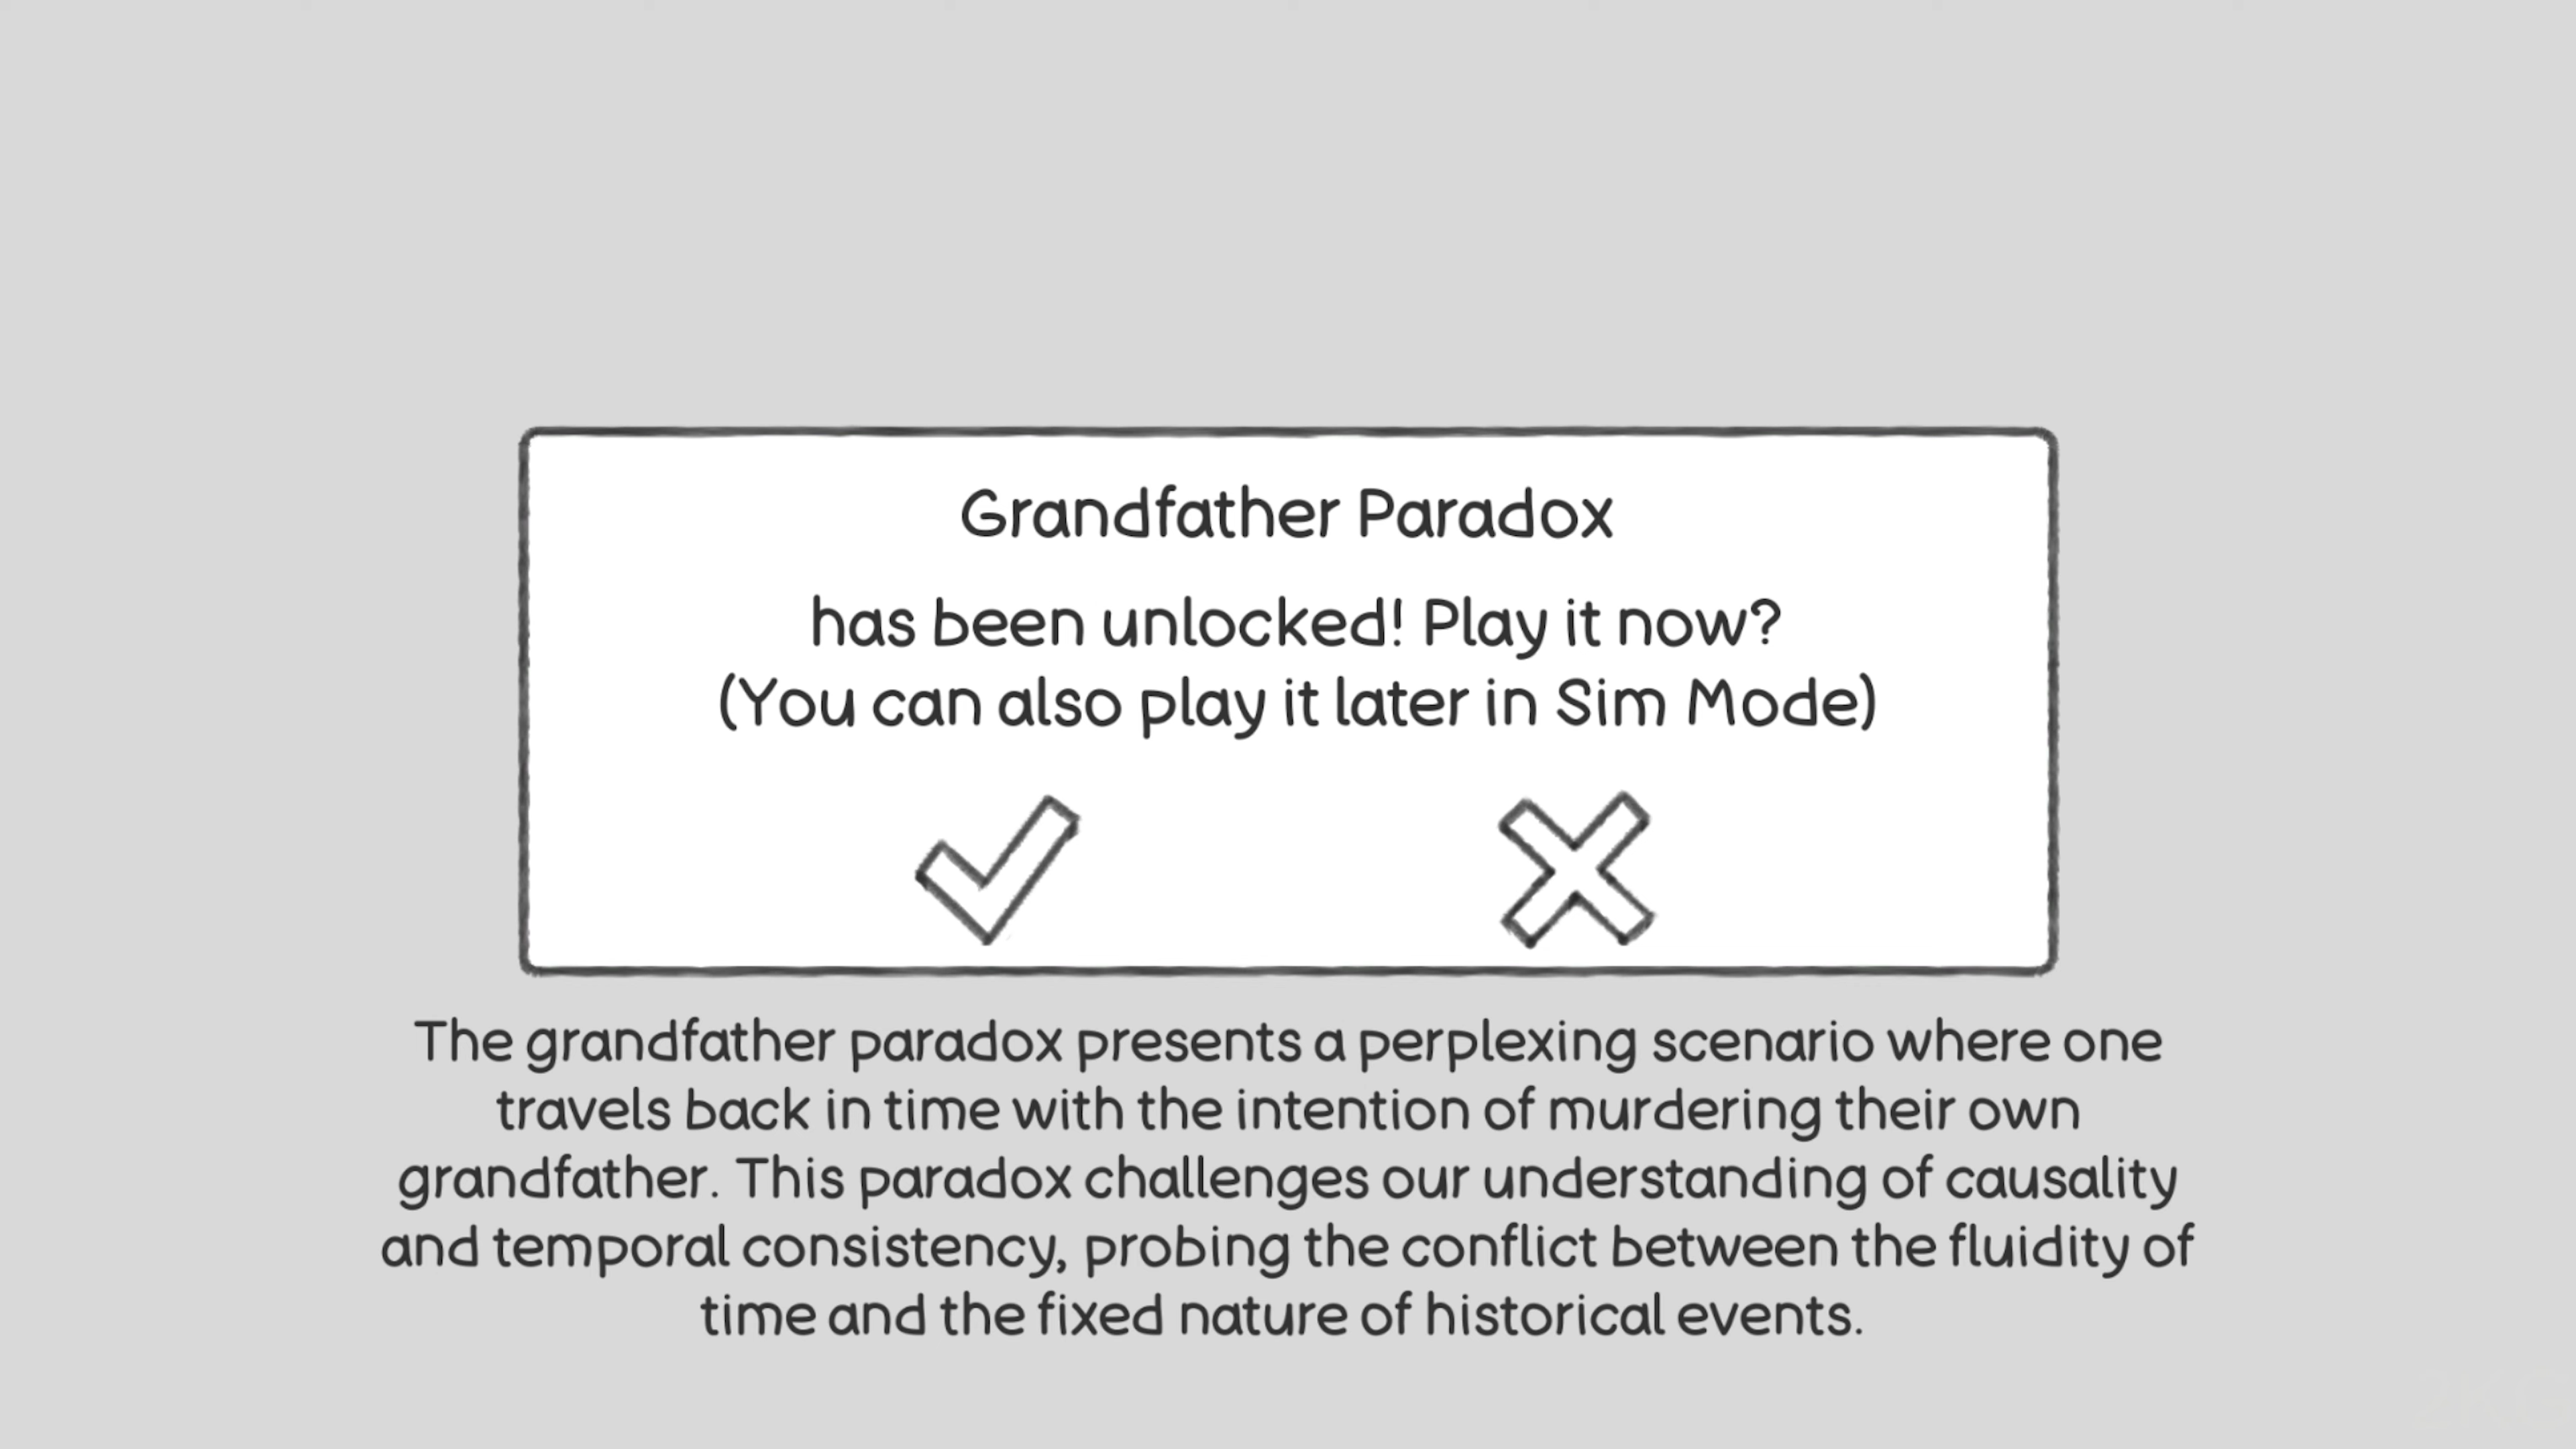 Grandfather Paradox
has been unlocked! Play it now?
(You can also play it later in Sim Mode)
The grandfather paradox presents a perplexing scenario where one
travels back in time with the intention of murdering their own
grandfather. This paradox challenges our understanding of causality
and temporal consistency, probing the conflict between the fluidity of
time and the fixed nature of historical events.